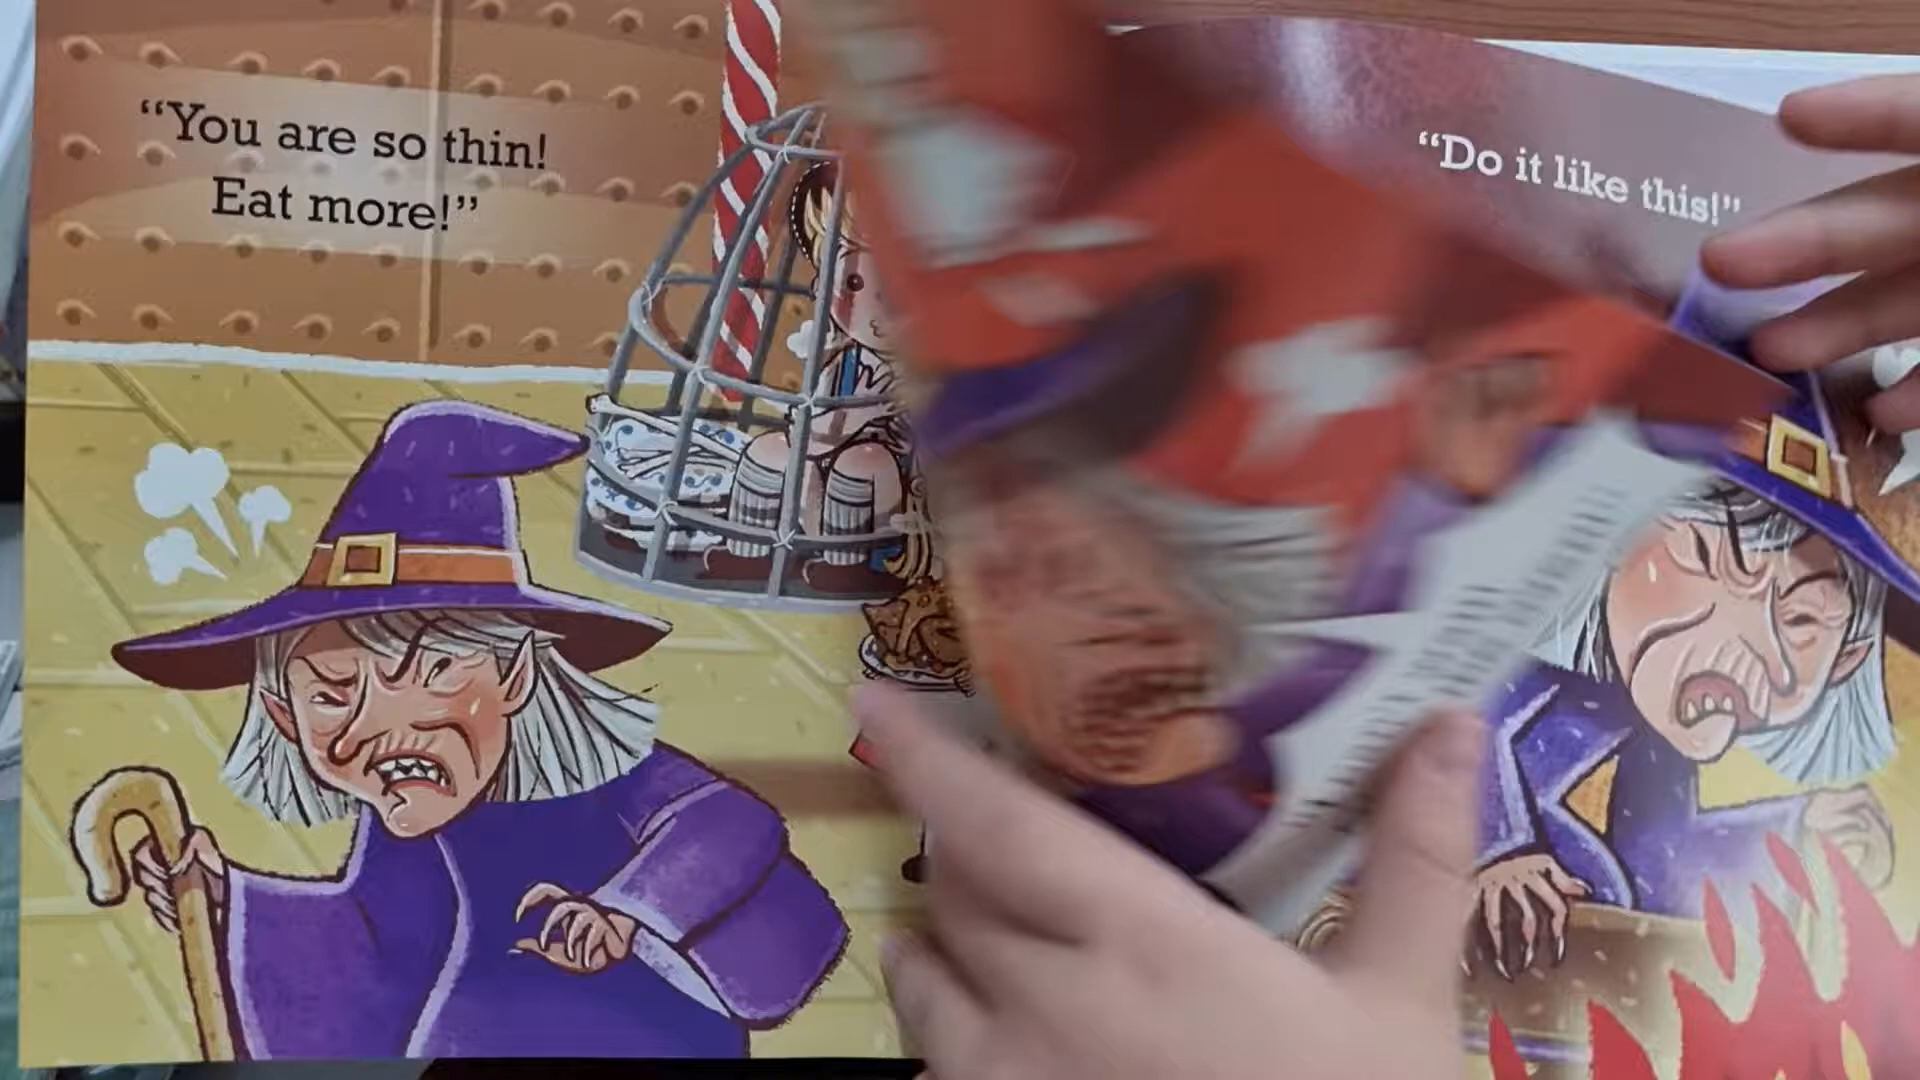 “You are so thin!
Eat more!”
“Do it like this!”